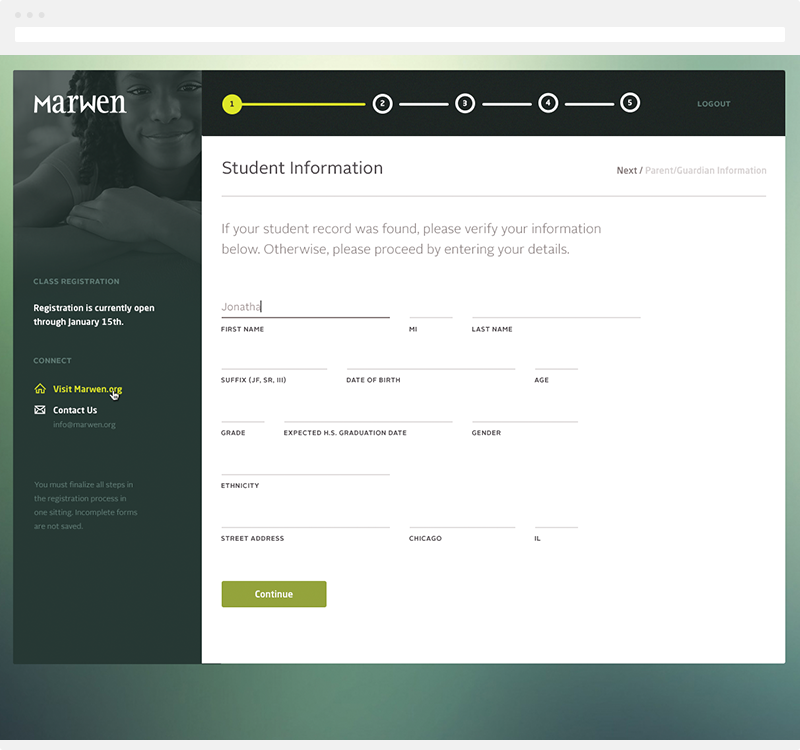 Marwen
1 2 3 4 5
LOGOUT
Student Information
Next / Parent/Guardian Information
If your student record was found, please verify your information
below. Otherwise, please proceed by entering your details.
Jonatha
FIRST NAME
MI
LAST NAME
SUFFIX (JF, SR, III)
DATE OF BIRTH
AGE
GRADE
EXPECTED H.S. GRADUATION DATE
GENDER
ETHNICITY
STREET ADDRESS
CHICAGO
IL
Continue
CLASS REGISTRATION
Registration is currently open
through January 15th.
CONNECT
Visit Marwen.org
Contact Us
info@marwen.org
You must finalize all steps in
the registration process in
one sitting. Incomplete forms
are not saved.